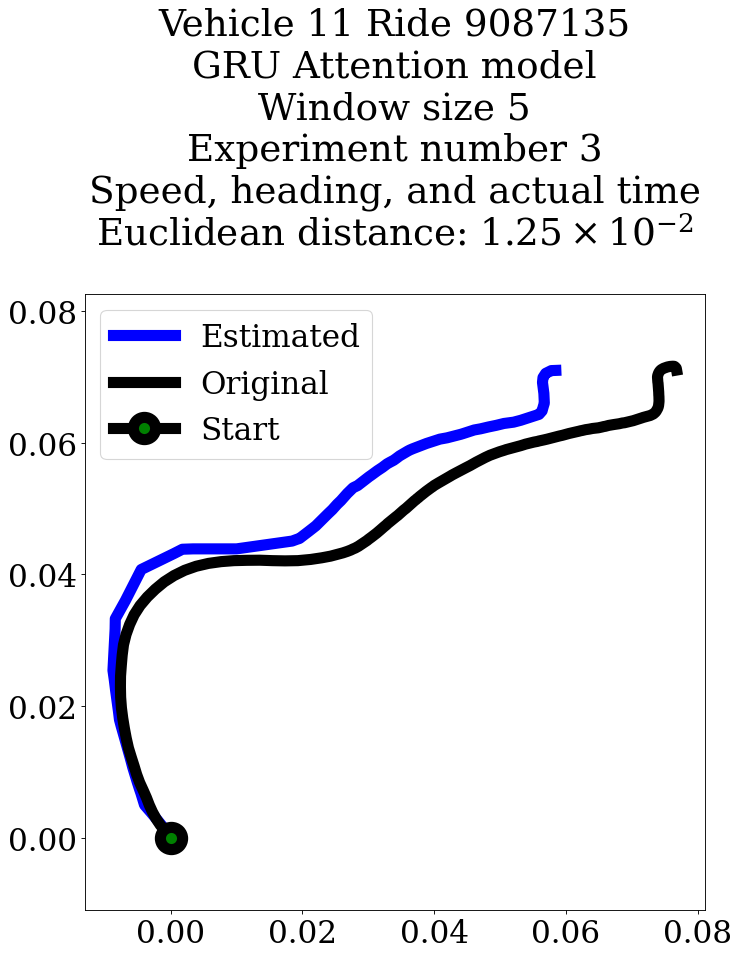 Vehicle 11 Ride 9087135
GRU Attention model
Window size 5
Experiment number 3
Speed, heading, and actual time
Euclidean distance: 1.25 × 10⁻²
0.08
0.06
0.04
0.02
0.00
Estimated
Original
Start
0.00 0.02 0.04 0.06 0.08